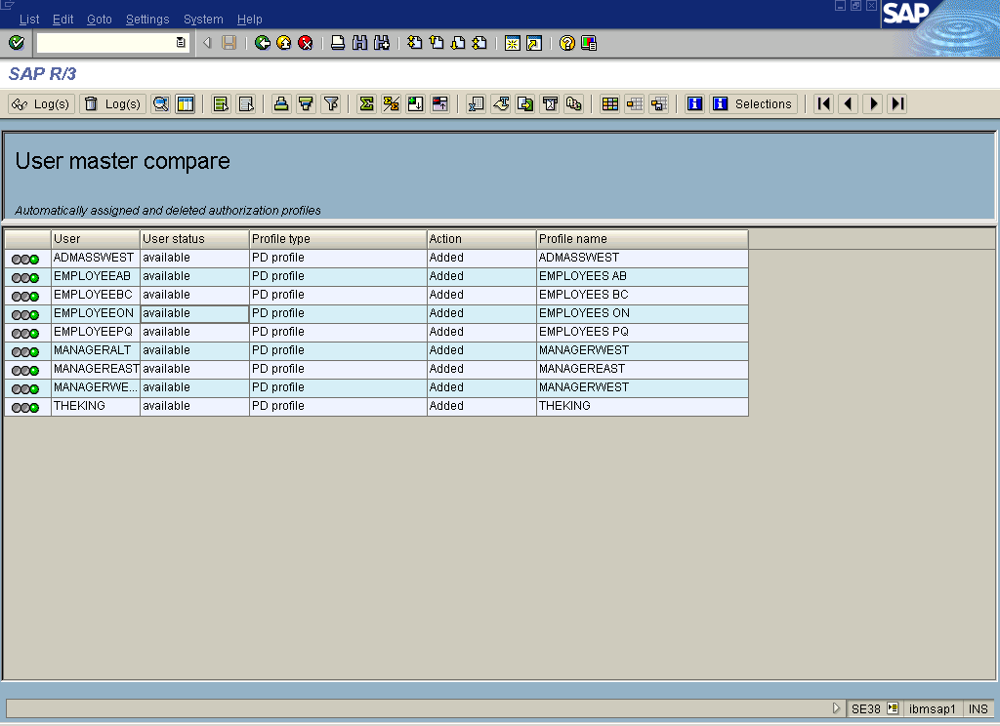 List Edit Goto Settings System Help
SAP
SAP R/3
Log(s) Log(s) Selections
User master compare
Automatically assigned and deleted authorization profiles
User User status Profile type Action Profile name
ADMASSWEST available PD profile Added ADMASSWEST
EMPLOYEEAB available PD profile Added EMPLOYEES AB
EMPLOYEEBC available PD profile Added EMPLOYEES BC
EMPLOYEEON available PD profile Added EMPLOYEES ON
EMPLOYEEPQ available PD profile Added EMPLOYEES PQ
MANAGERALT available PD profile Added MANAGERWEST
MANAGEREAST available PD profile Added MANAGEREAST
MANAGERWE... available PD profile Added MANAGERWEST
THEKING available PD profile Added THEKING
SE38 ibmsap1 INS